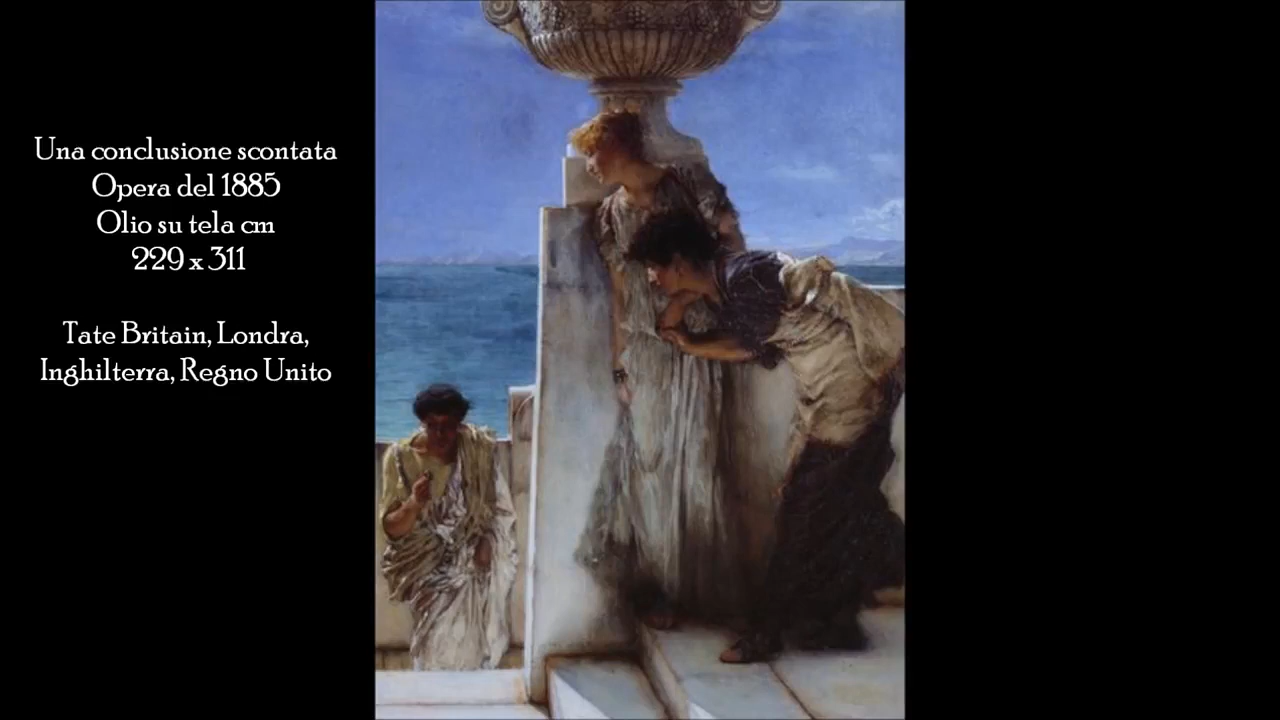 Una conclusione scontata
Opera del 1885
Olio su tela cm
229 x 311
Tate Britain, Londra,
Inghilterra, Regno Unito